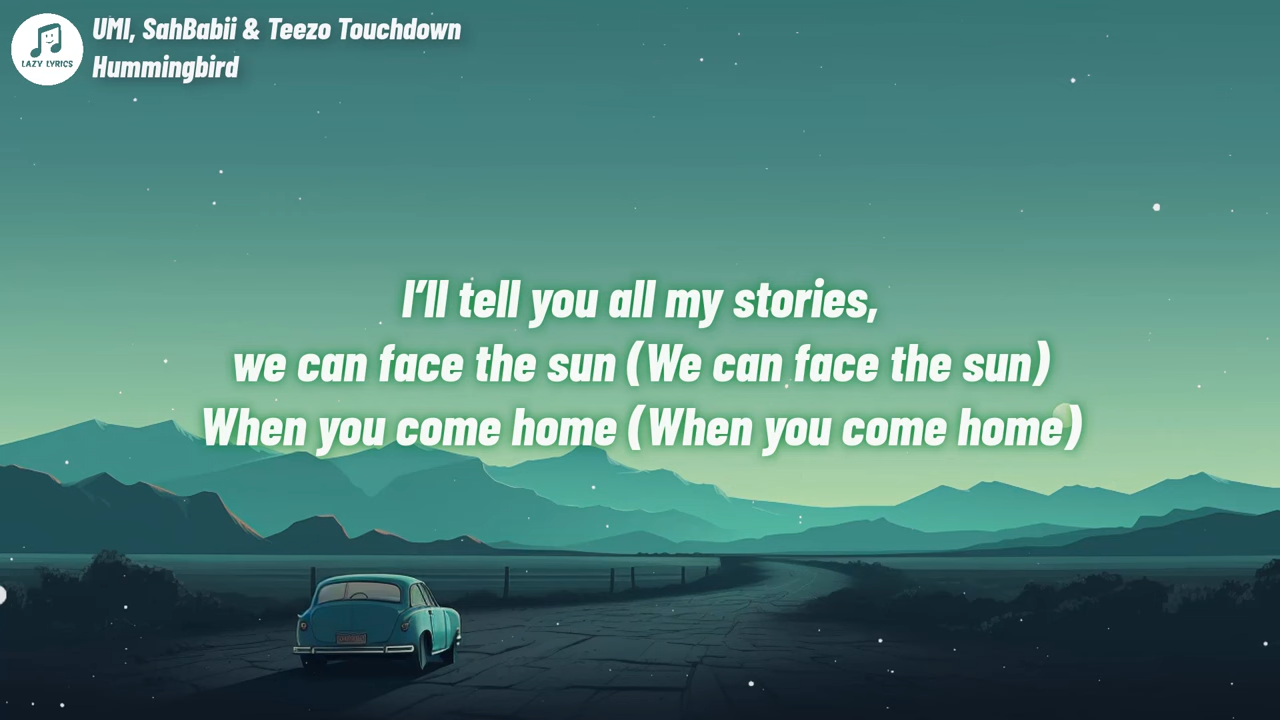 UMI, SahBabii & Teezo Touchdown
Hummingbird
LAZY LYRICS
I'll tell you all my stories,
we can face the sun (We can face the sun)
When you come home (When you come home)